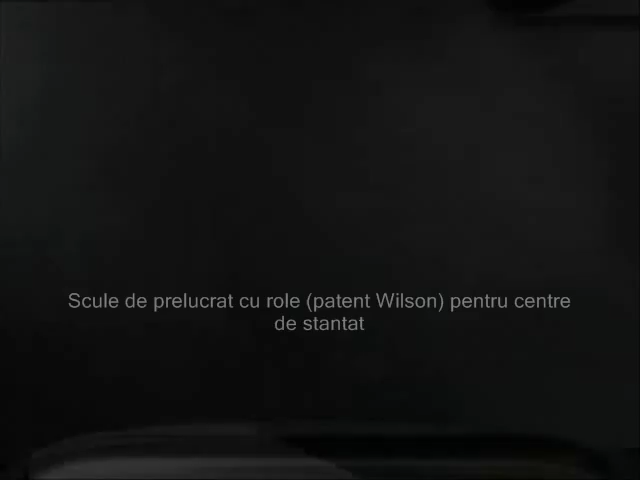 Scule de prelucrat cu role (patent Wilson) pentru centre
de stantat